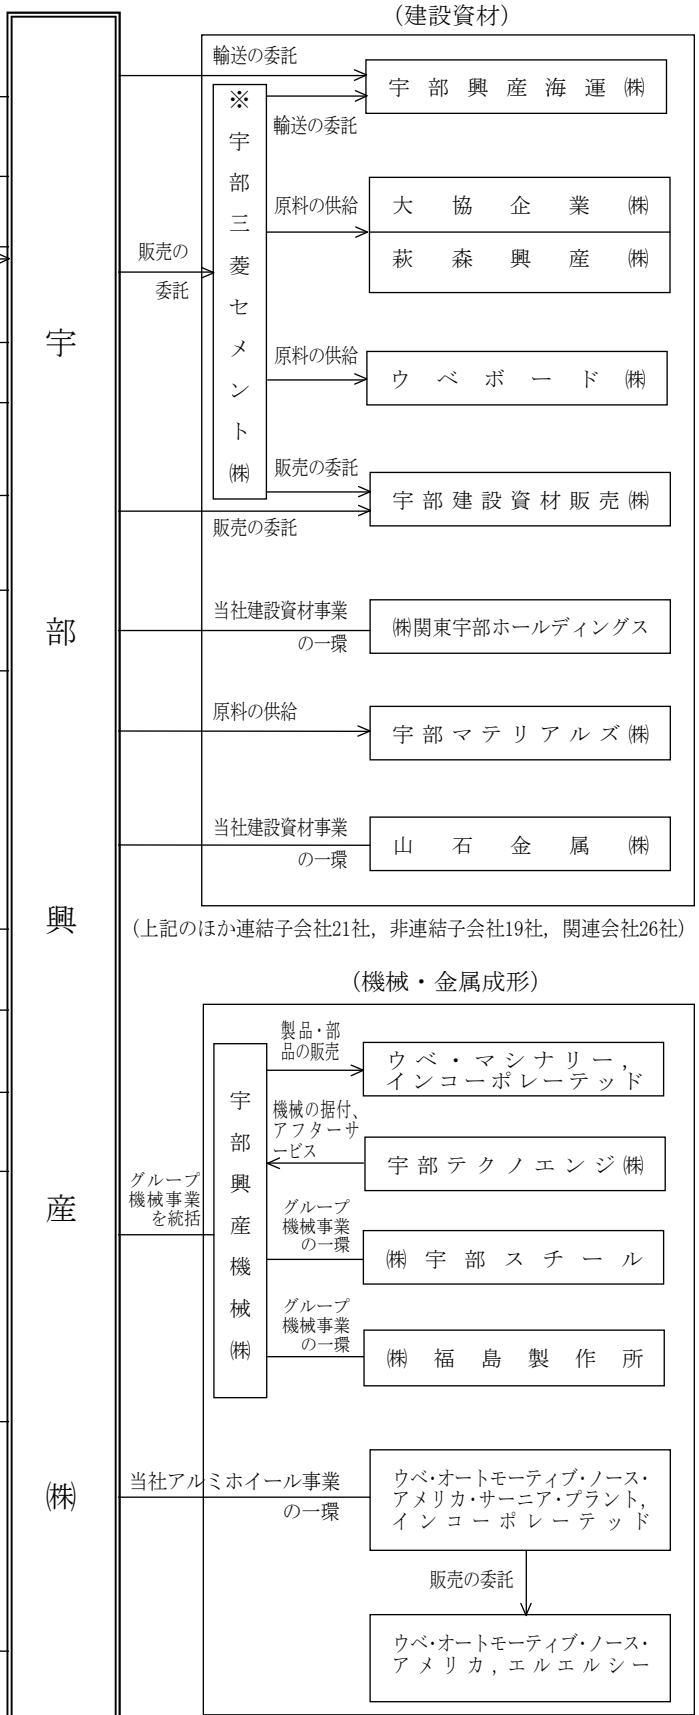 宇部興産㈱
(建設資材)
輸送の委託
宇部興産海運㈱
※宇部三菱セメント㈱
輸送の委託
原料の供給
大協企業㈱
萩森興産㈱
販売の
委託
原料の供給
ウベボード㈱
販売の委託
宇部建設資材販売㈱
販売の委託
当社建設資材事業
の一環
㈱関東宇部ホールディングス
原料の供給
宇部マテリアルズ㈱
当社建設資材事業
の一環
山石金属㈱
(上記のほか連結子会社21社，非連結子会社19社，関連会社26社)
(機械・金属成形)
製品・部
品の販売
ウベ・マシナリー，
インコーポレーテッド
宇部興産機械㈱
機械の据付、
アフターサ
ービス
宇部テクノエンジ㈱
グループ
機械事業
を統括
グループ
機械事業
の一環
㈱宇部スチール
グループ
機械事業
の一環
㈱福島製作所
当社アルミホイール事業
の一環
ウベ・オートモーティブ・ノース・
アメリカ・サーニア・プラント，
インコーポレーテッド
販売の委託
ウベ・オートモーティブ・ノース・
アメリカ，エルエルシー